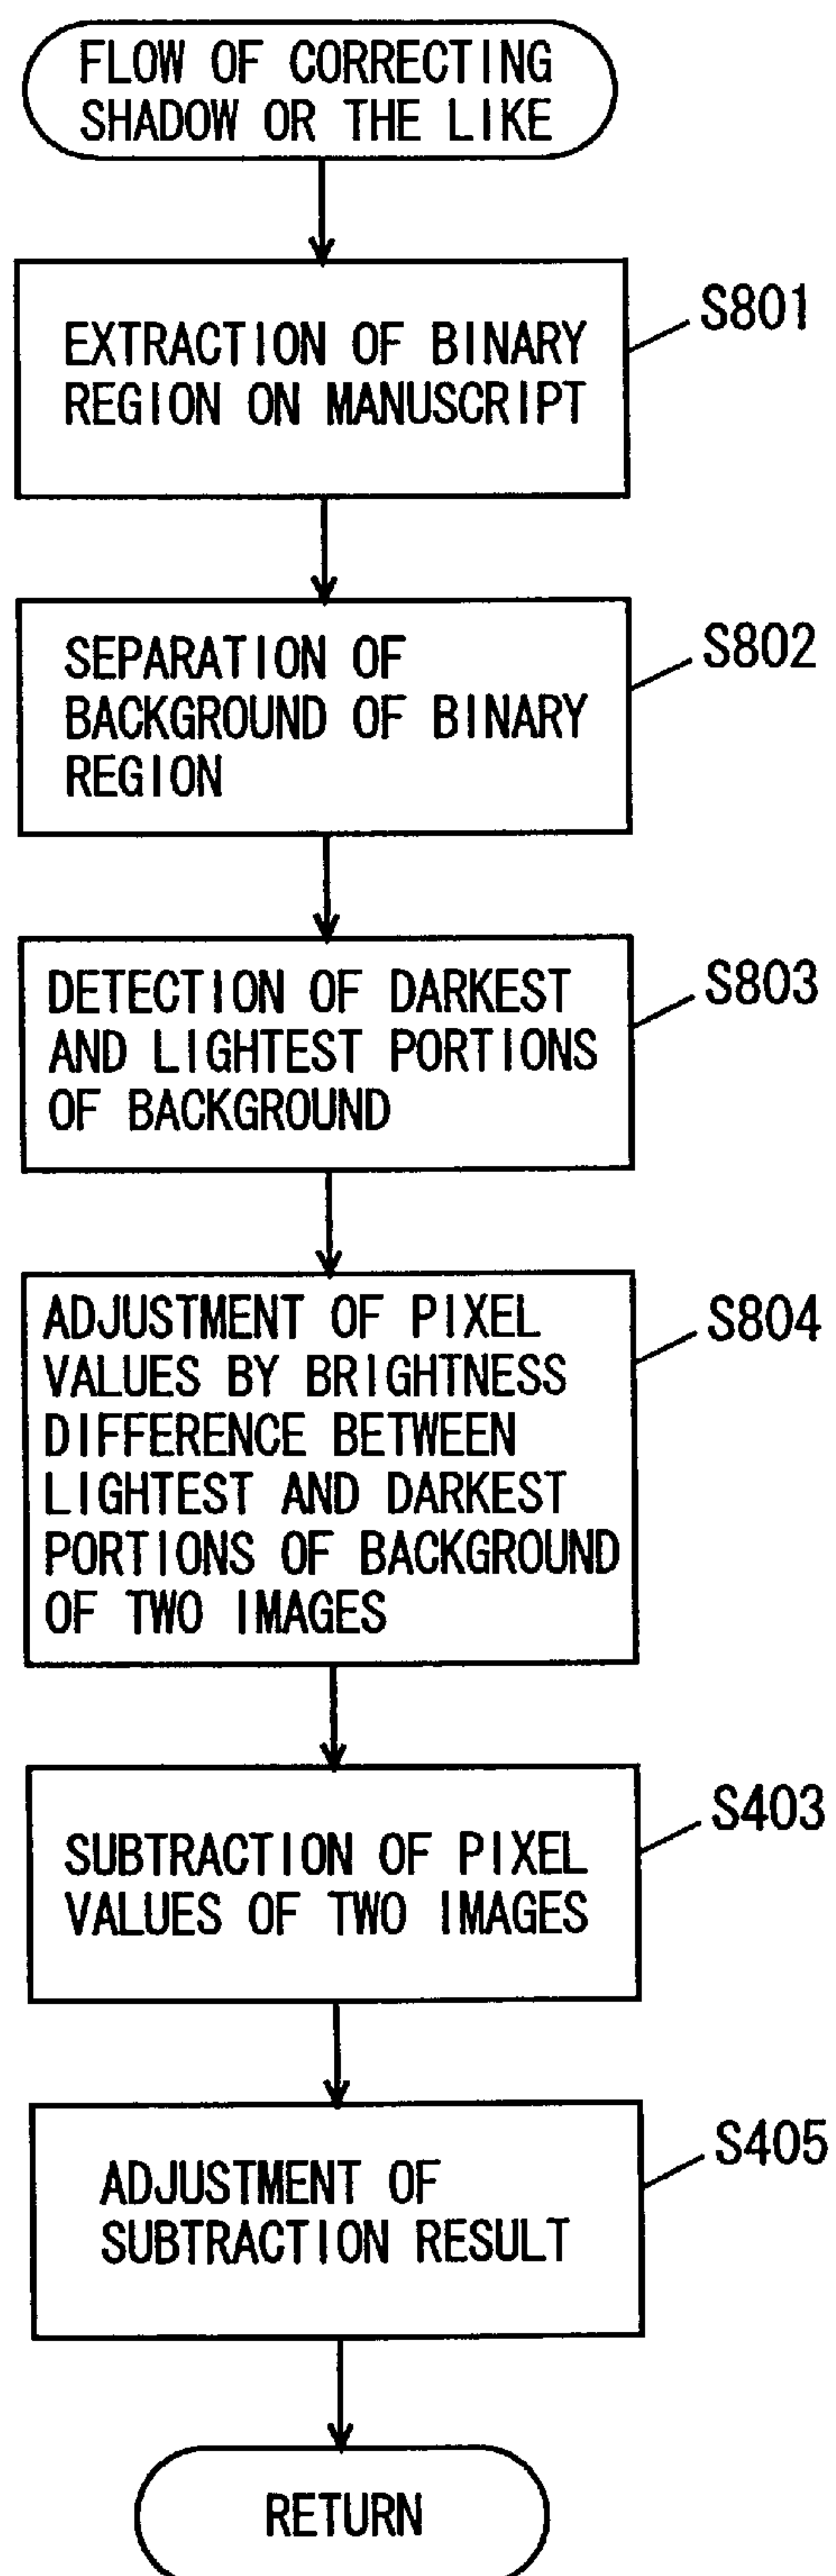 FLOW OF CORRECTING
SHADOW OR THE LIKE
EXTRACTION OF BINARY
REGION ON MANUSCRIPT
S801
SEPARATION OF
BACKGROUND OF BINARY
REGION
S802
DETECTION OF DARKEST
AND LIGHTEST PORTIONS
OF BACKGROUND
S803
ADJUSTMENT OF PIXEL
VALUES BY BRIGHTNESS
DIFFERENCE BETWEEN
LIGHTEST AND DARKEST
PORTIONS OF BACKGROUND
OF TWO IMAGES
S804
SUBTRACTION OF PIXEL
VALUES OF TWO IMAGES
S403
ADJUSTMENT OF
SUBTRACTION RESULT
S405
RETURN